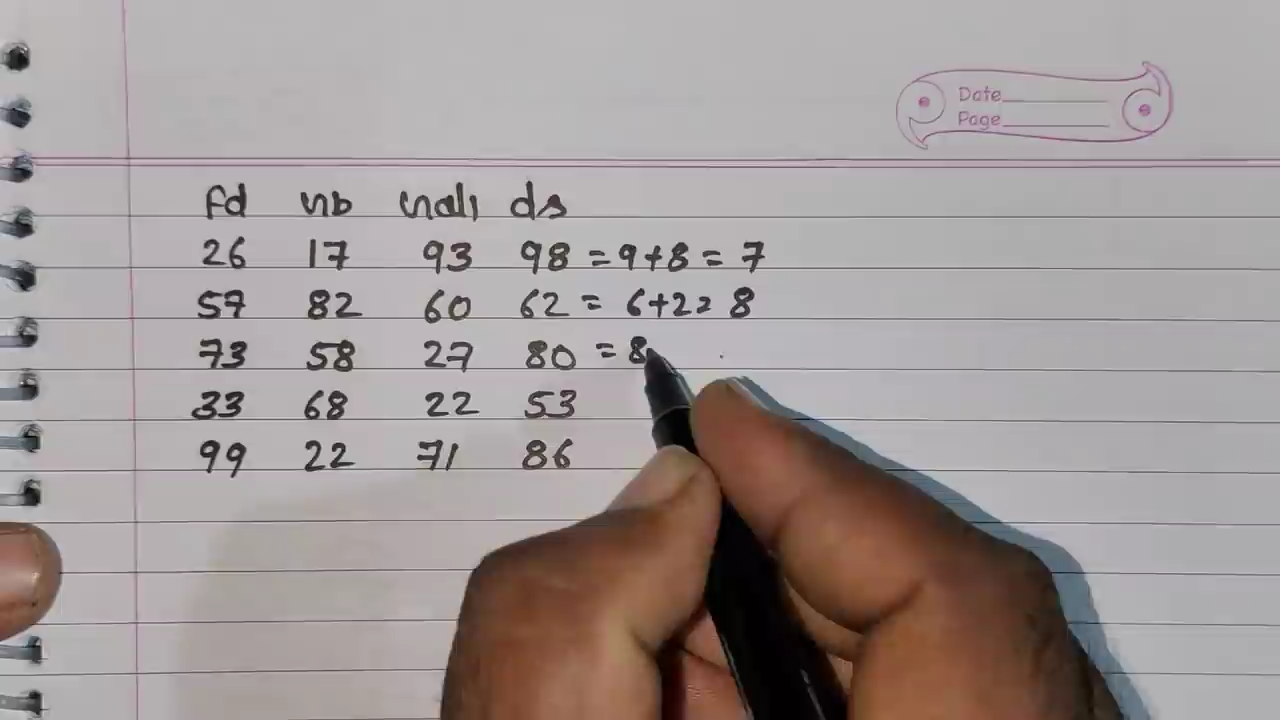 Date
Page
fd gb gali ds
26 17 93 98 = 9+8 = 7
57 82 60 62 = 6+2= 8
73 58 27 80 = 8
33 68 22 53
99 22 71 86